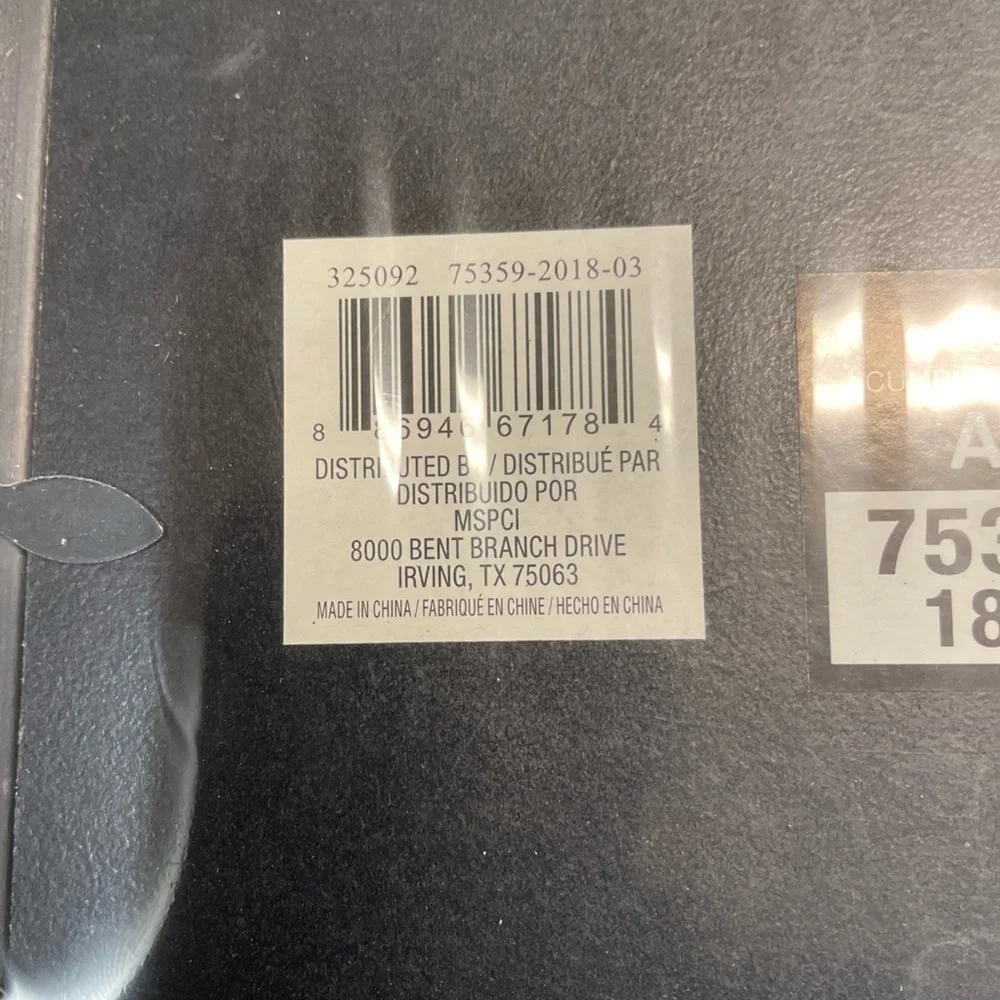 325092 75359-2018-03
8 86946 67178 4
DISTRIBUTED BY / DISTRIBUÉ PAR
DISTRIBUIDO POR
MSPCI
8000 BENT BRANCH DRIVE
IRVING, TX 75063
MADE IN CHINA / FABRIQUÉ EN CHINE / HECHO EN CHINA
A
753
18